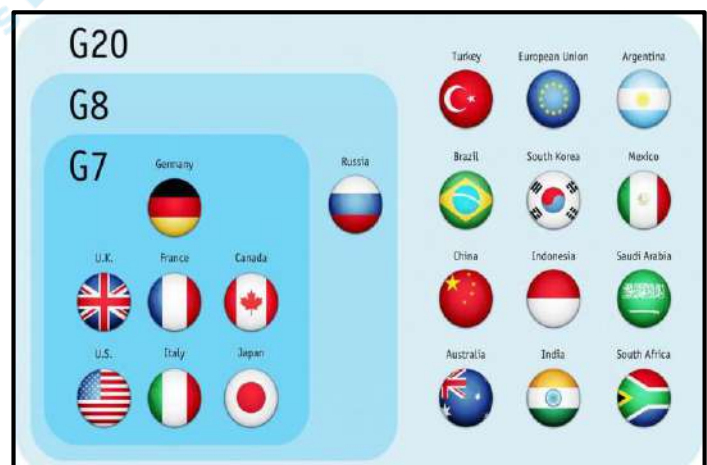 G20
G8
G7
Germany
Russia
U.K. France Canada
U.S. Italy Japan
Turkey European Union Argentina
Brazil South Korea Mexico
China Indonesia Saudi Arabia
Australia India South Africa